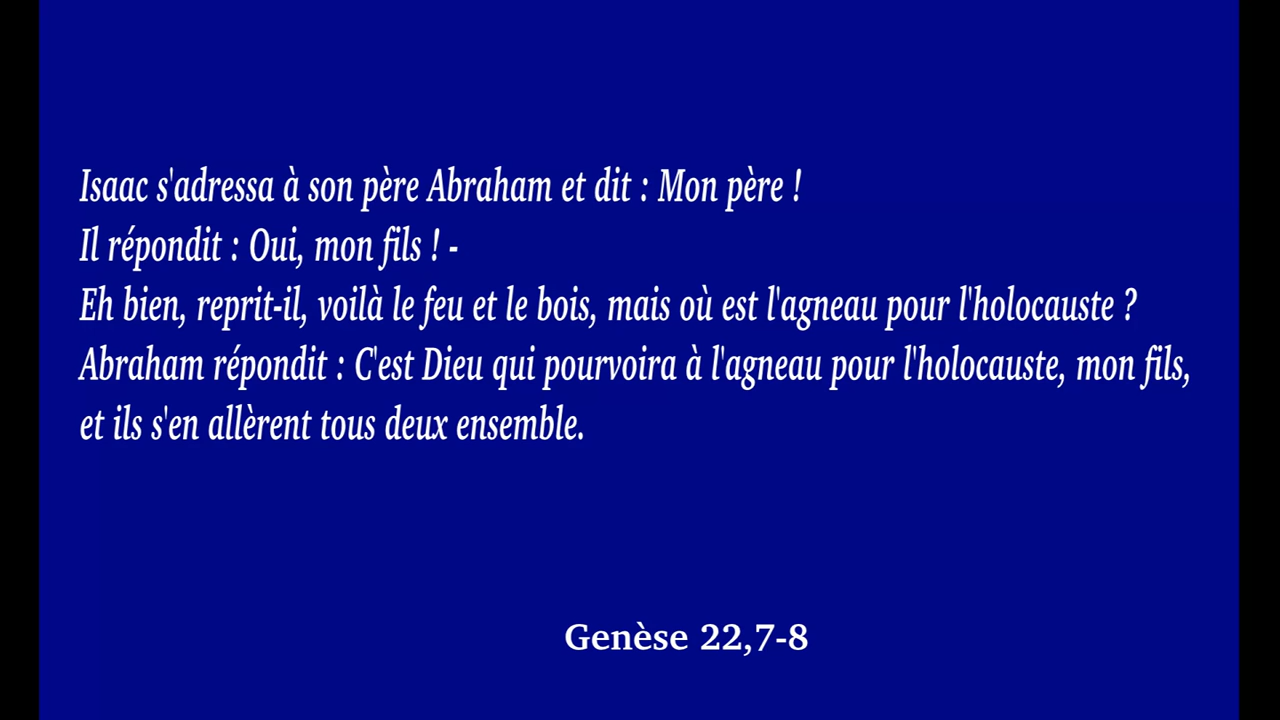 Isaac s'adressa à son père Abraham et dit : Mon père !
Il répondit : Oui, mon fils ! -
Eh bien, reprit-il, voilà le feu et le bois, mais où est l'agneau pour l'holocauste ?
Abraham répondit : C'est Dieu qui pourvoira à l'agneau pour l'holocauste, mon fils,
et ils s'en allèrent tous deux ensemble.
Genèse 22,7-8